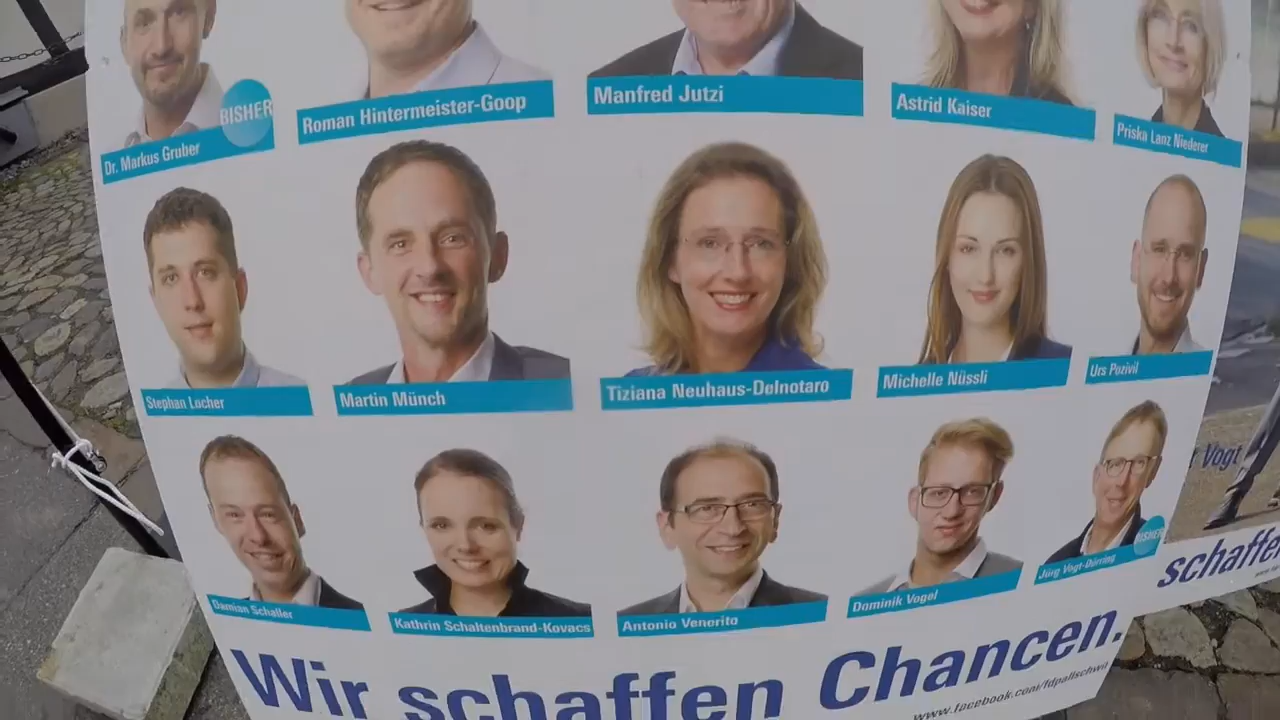 Dr. Markus Gruber
BISHER
Roman Hintermeister-Goop
Manfred Jutzi
Astrid Kaiser
Priska Lanz Niederer
Stephan Locher
Martin Münch
Tiziana Neuhaus-Delnotaro
Michelle Nüssli
Urs Pozivil
Damian Schaller
Kathrin Schaltenbrand-Kovacs
Antonio Venerito
Dominik Vogel
Jürg Vogt-Dörring
BISHER
Wir schaffen Chancen.
www.facebook.com/fdpallschwil
Vogt
schaffe